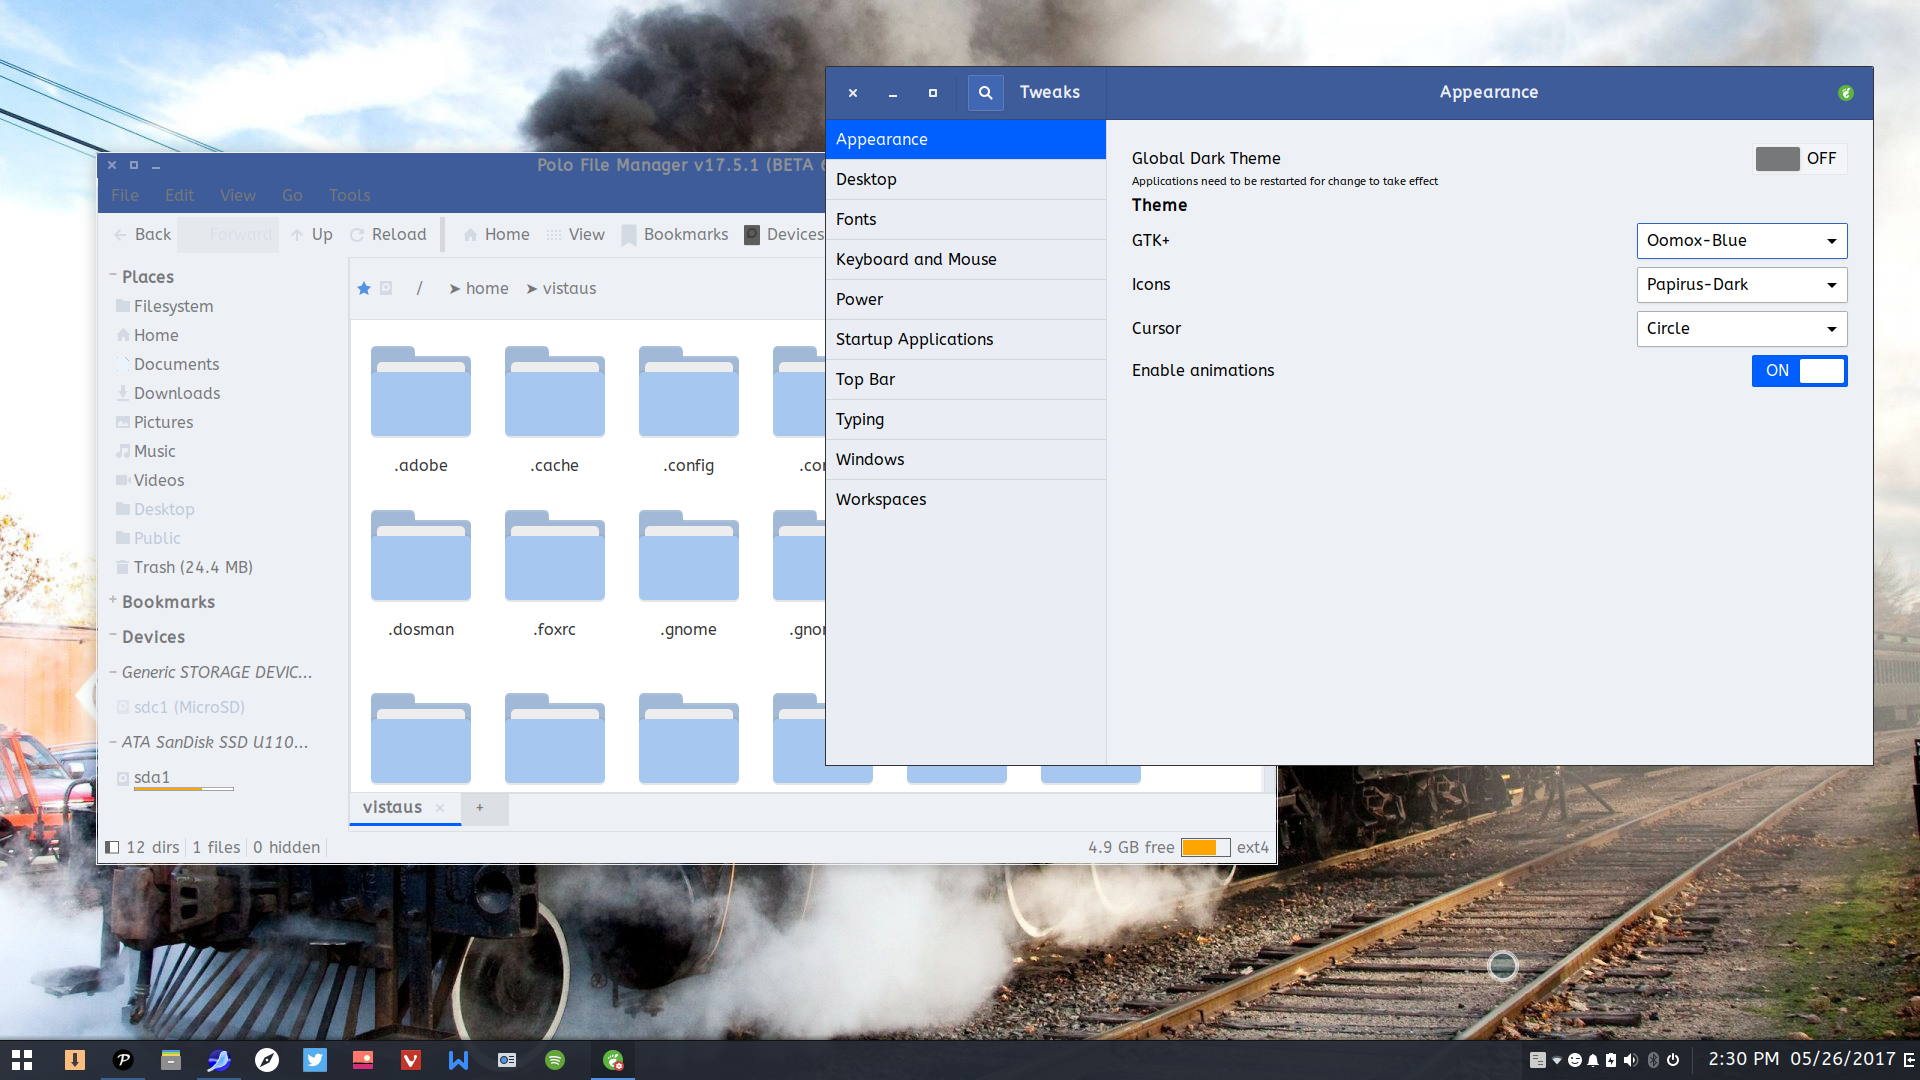 Tweaks
Appearance
Appearance
Desktop
Fonts
Keyboard and Mouse
Power
Startup Applications
Top Bar
Typing
Windows
Workspaces
Global Dark Theme
OFF
Applications need to be restarted for change to take effect
Theme
GTK+
Oomox-Blue
Icons
Papirus-Dark
Cursor
Circle
Enable animations
ON
Polo File Manager v17.5.1 (BETA
File Edit View Go Tools
Back Forward Up Reload Home View Bookmarks Devices
Places
Filesystem
Home
Documents
Downloads
Pictures
Music
Videos
Desktop
Public
Trash (24.4 MB)
+ Bookmarks
Devices
Generic STORAGE DEVIC...
sdc1 (MicroSD)
ATA SanDisk SSD U110...
sda1
/ ➤ home ➤ vistaus
.adobe .cache .config
.dosman .foxrc .gnome
vistaus × +
12 dirs 1 files 0 hidden
4.9 GB free ext4
2:30 PM 05/26/2017